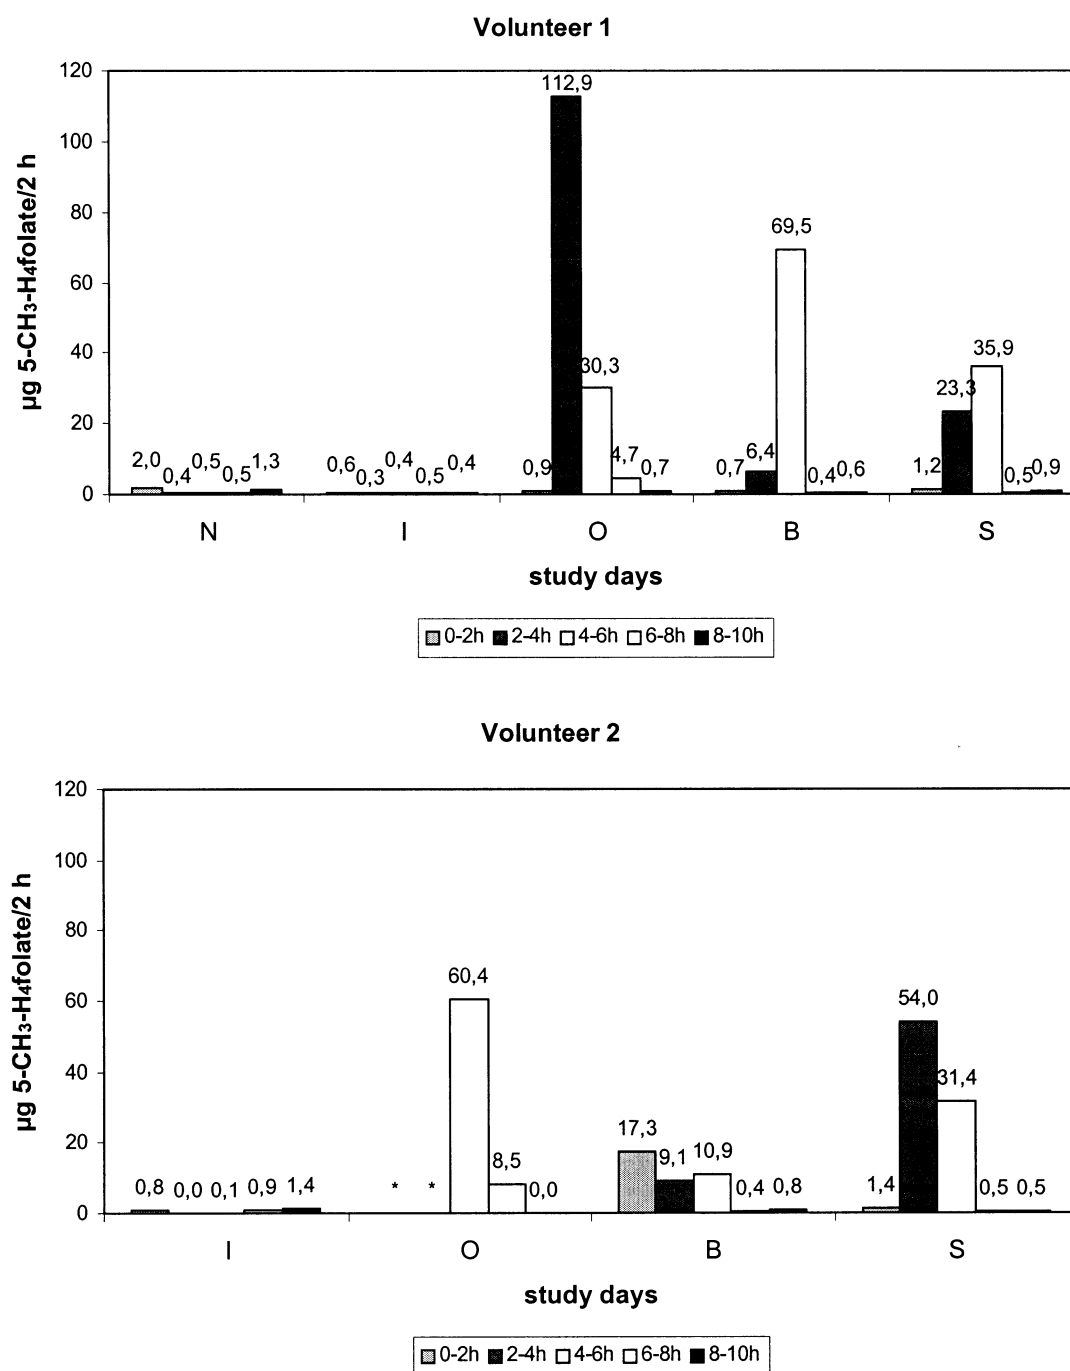 Volunteer 1
µg 5-CH3-H4folate/2 h
120
100
80
60
40
20
0
2,0 0,4 0,5 0,5 1,3
0,6 0,3 0,4 0,5 0,4
0,9 112,9 30,3 4,7 0,7
0,7 6,4 69,5 0,4 0,6
1,2 23,3 35,9 0,5 0,9
N I O B S
study days
0-2h 2-4h 4-6h 6-8h 8-10h
Volunteer 2
µg 5-CH3-H4folate/2 h
120
100
80
60
40
20
0
0,8 0,0 0,1 0,9 1,4
* * 60,4 8,5 0,0
17,3 9,1 10,9 0,4 0,8
1,4 54,0 31,4 0,5 0,5
I O B S
study days
0-2h 2-4h 4-6h 6-8h 8-10h